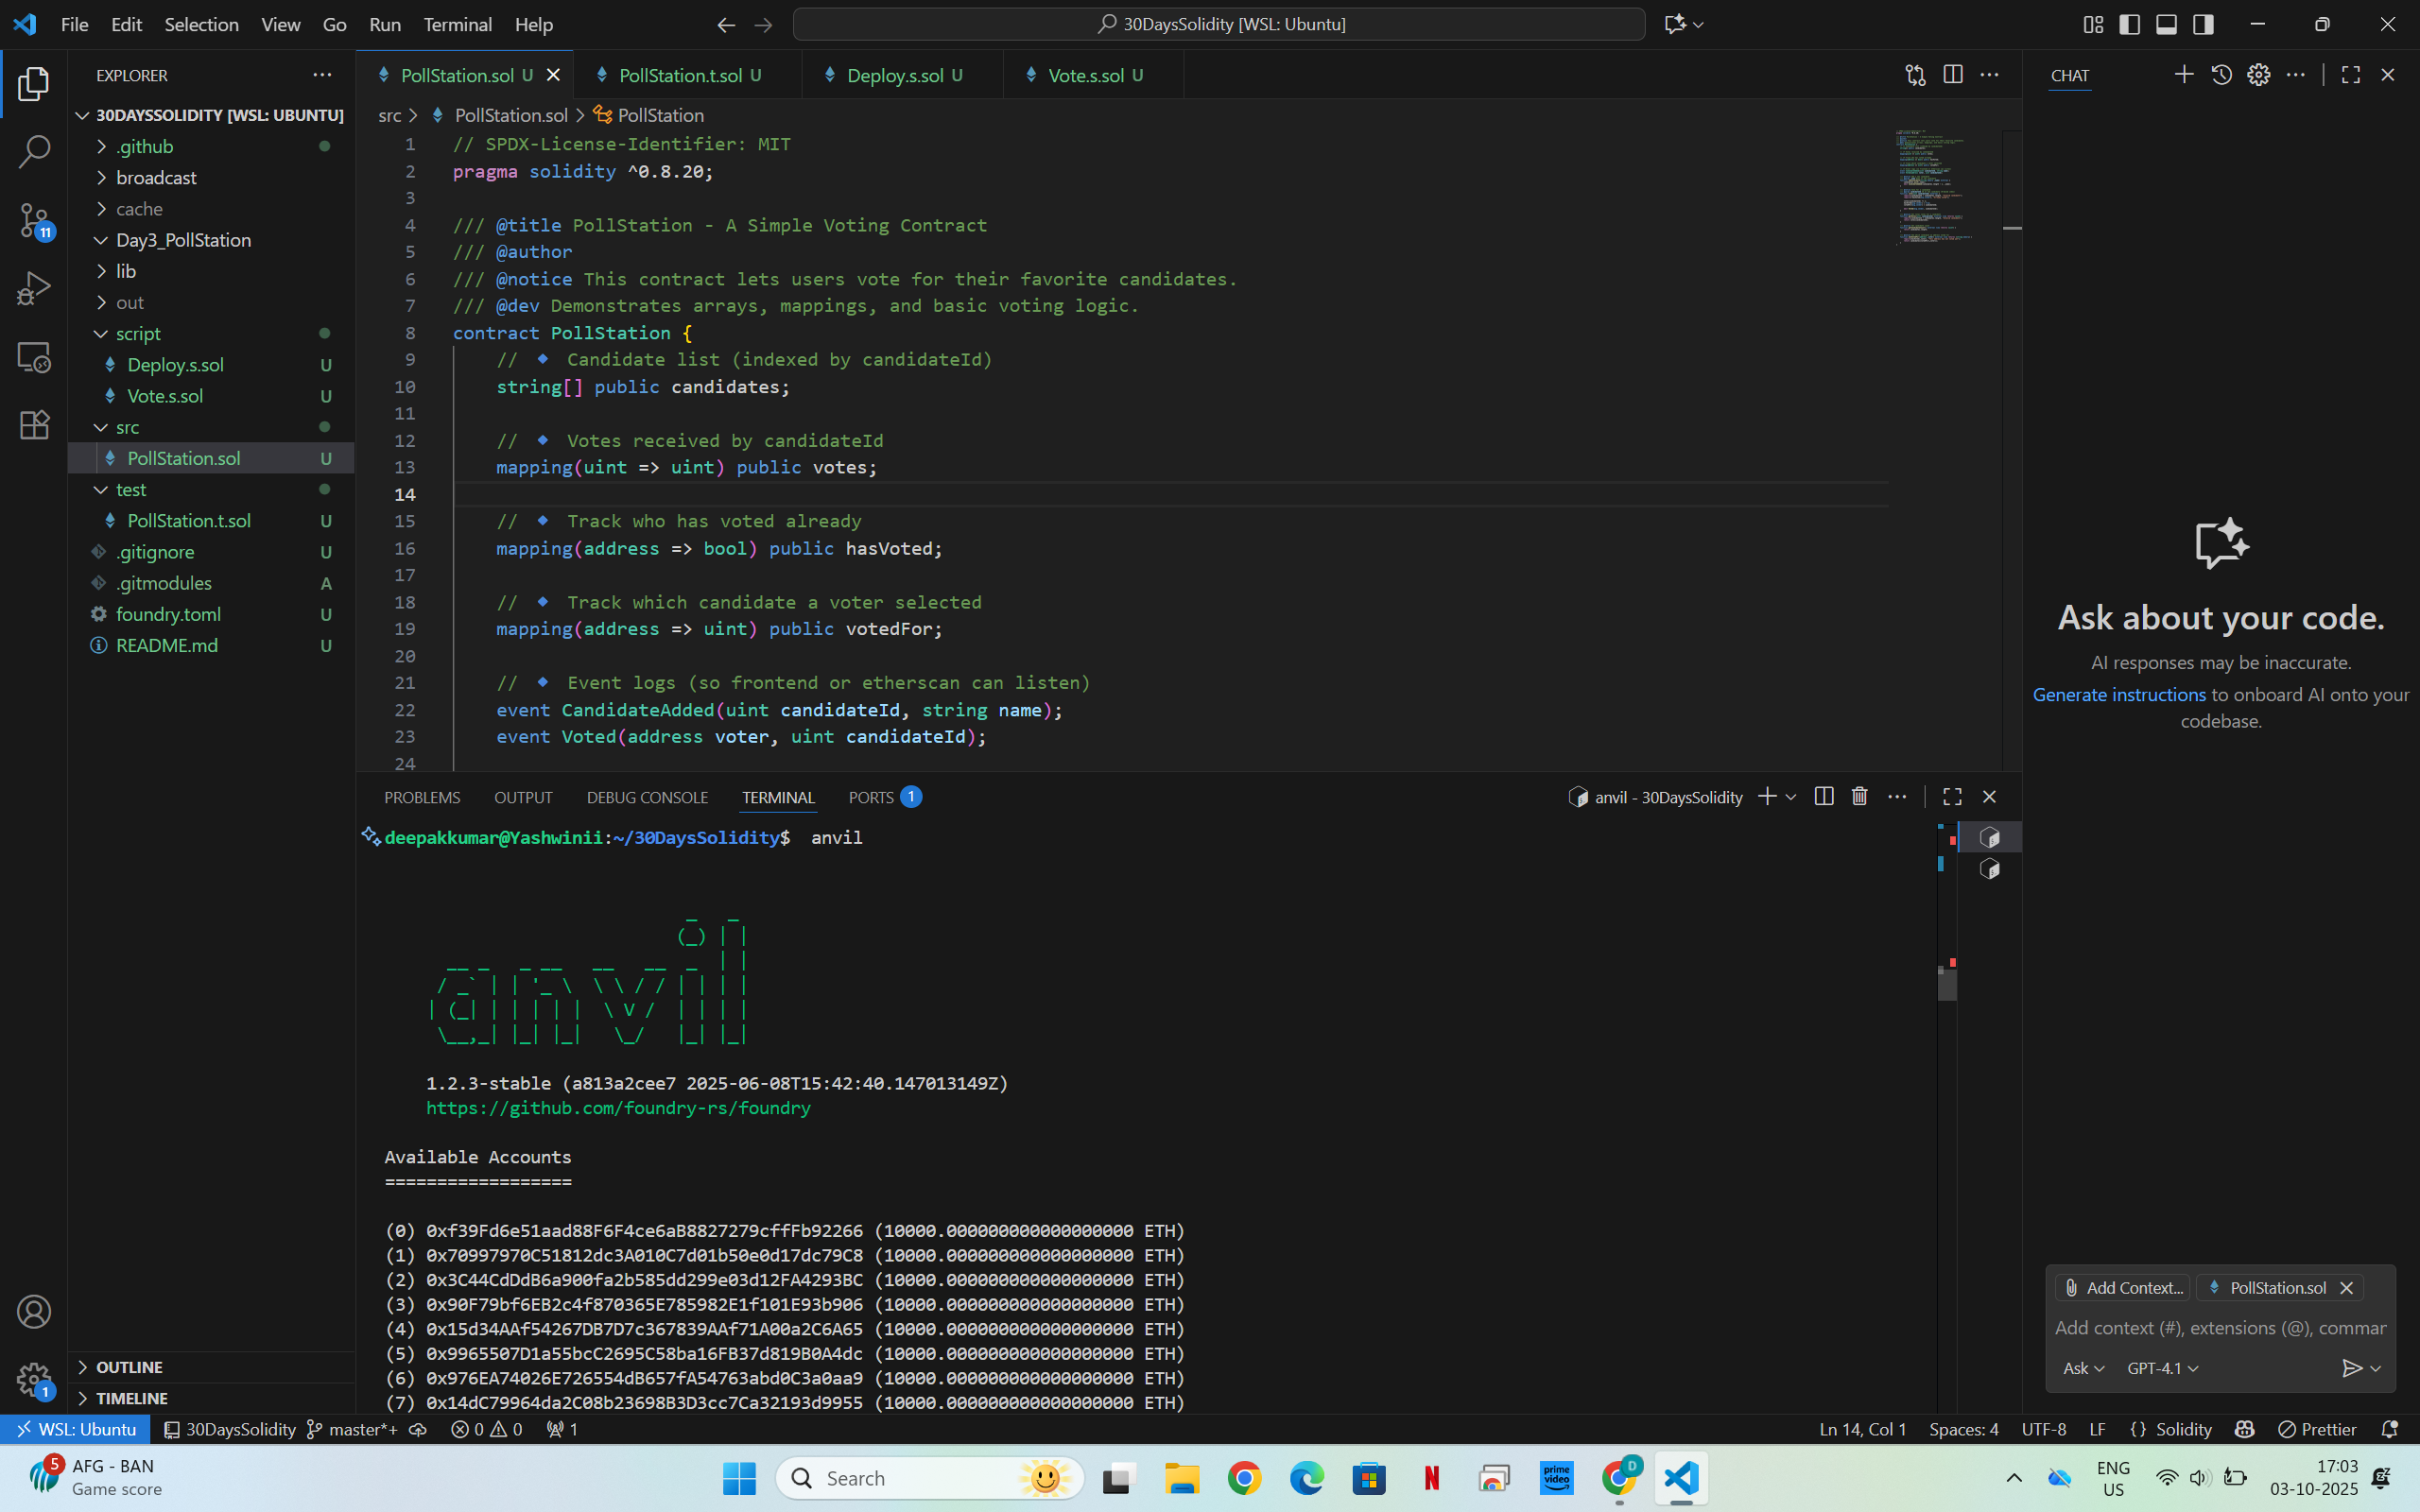 File Edit Selection View Go Run Terminal Help
30DaysSolidity [WSL: Ubuntu]
EXPLORER
30DAYSSOLIDITY [WSL: UBUNTU]
.github
broadcast
cache
Day3_PollStation
lib
out
script
Deploy.s.sol U
Vote.s.sol U
src
PollStation.sol U
test
PollStation.t.sol U
.gitignore U
.gitmodules A
foundry.toml U
README.md U
OUTLINE
TIMELINE
11
1
PollStation.sol U
PollStation.t.sol U
Deploy.s.sol U
Vote.s.sol U
src > PollStation.sol > PollStation
1 // SPDX-License-Identifier: MIT
2 pragma solidity ^0.8.20;
3
4 /// @title PollStation - A Simple Voting Contract
5 /// @author
6 /// @notice This contract lets users vote for their favorite candidates.
7 /// @dev Demonstrates arrays, mappings, and basic voting logic.
8 contract PollStation {
9 // 🔹 Candidate list (indexed by candidateId)
10 string[] public candidates;
11
12 // 🔹 Votes received by candidateId
13 mapping(uint => uint) public votes;
14
15 // 🔹 Track who has voted already
16 mapping(address => bool) public hasVoted;
17
18 // 🔹 Track which candidate a voter selected
19 mapping(address => uint) public votedFor;
20
21 // 🔹 Event logs (so frontend or etherscan can listen)
22 event CandidateAdded(uint candidateId, string name);
23 event Voted(address voter, uint candidateId);
24
PROBLEMS OUTPUT DEBUG CONSOLE TERMINAL PORTS 1
anvil - 30DaysSolidity
deepakkumar@Yashwinii:~/30DaysSolidity$ anvil
anvil
1.2.3-stable (a813a2cee7 2025-06-08T15:42:40.147013149Z)
https://github.com/foundry-rs/foundry
Available Accounts
==================
(0) 0xf39Fd6e51aad88F6F4ce6aB8827279cffFb92266 (10000.000000000000000000 ETH)
(1) 0x70997970C51812dc3A010C7d01b50e0d17dc79C8 (10000.000000000000000000 ETH)
(2) 0x3C44CdDdB6a900fa2b585dd299e03d12FA4293BC (10000.000000000000000000 ETH)
(3) 0x90F79bf6EB2c4f870365E785982E1f101E93b906 (10000.000000000000000000 ETH)
(4) 0x15d34AAf54267DB7D7c367839AAf71A00a2C6A65 (10000.000000000000000000 ETH)
(5) 0x9965507D1a55bcC2695C58ba16FB37d819B0A4dc (10000.000000000000000000 ETH)
(6) 0x976EA74026E726554dB657fA54763abd0C3a0aa9 (10000.000000000000000000 ETH)
(7) 0x14dC79964da2C08b23698B3D3cc7Ca32193d9955 (10000.000000000000000000 ETH)
CHAT
Ask about your code.
AI responses may be inaccurate.
Generate instructions to onboard AI onto your
codebase.
Add Context... PollStation.sol
Add context (#), extensions (@), commar
Ask GPT-4.1
WSL: Ubuntu 30DaysSolidity master*+ 0 0 1
Ln 14, Col 1 Spaces: 4 UTF-8 LF {} Solidity Prettier
5
AFG - BAN
Game score
Search
N
prime video
D
ENG
US
17:03
03-10-2025